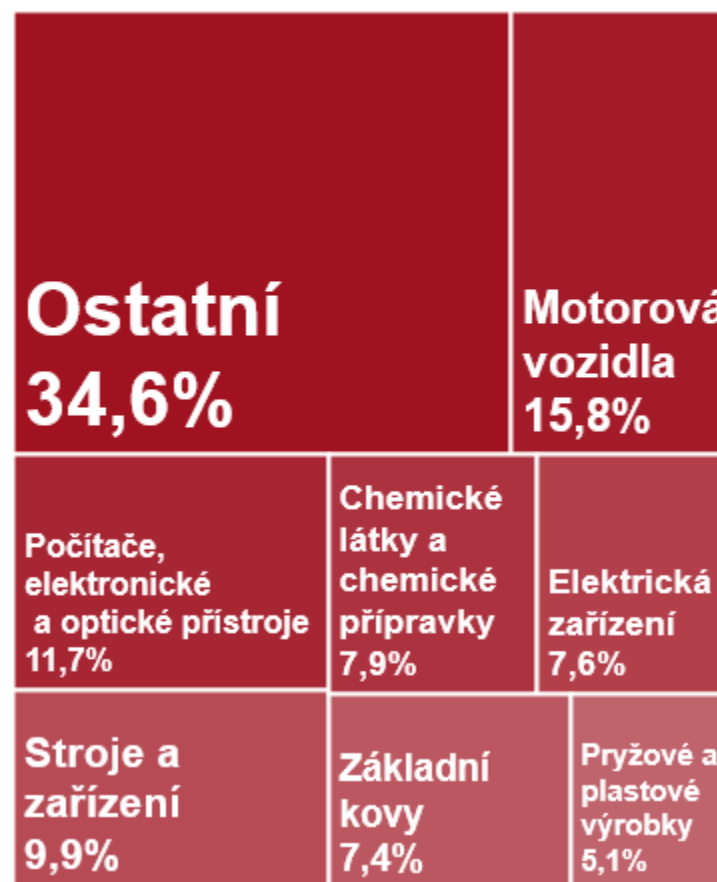 Ostatní
34,6%
Motorová
vozidla
15,8%
Počítače,
elektronické
a optické přístroje
11,7%
Chemické
látky a
chemické
přípravky
7,9%
Elektrická
zařízení
7,6%
Stroje a
zařízení
9,9%
Základní
kovy
7,4%
Pryžové a
plastové
výrobky
5,1%